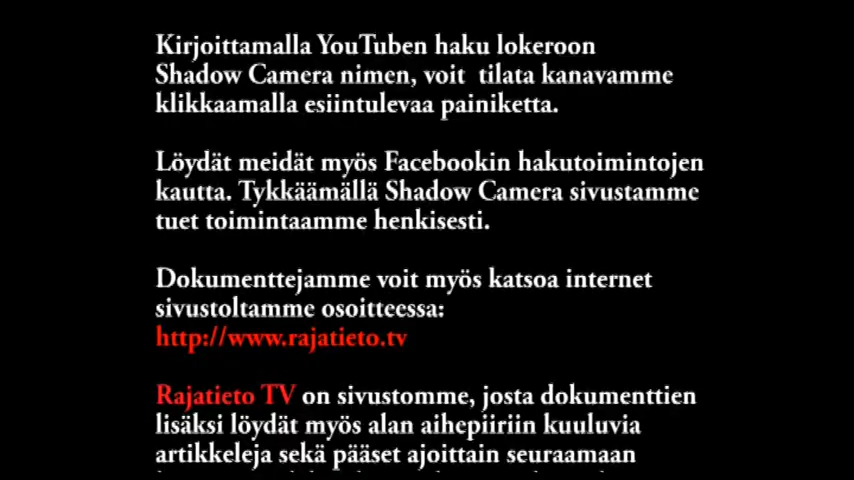 Kirjoittamalla YouTuben haku lokeroon
Shadow Camera nimen, voit tilata kanavamme
klikkaamalla esiintulevaa painiketta.
Löydät meidät myös Facebookin hakutoimintojen
kautta. Tykkäämällä Shadow Camera sivustamme
tuet toimintaamme henkisesti.
Dokumenttejamme voit myös katsoa internet
sivustoltamme osoitteessa:
http://www.rajatieto.tv
Rajatieto TV on sivustomme, josta dokumenttien
lisäksi löydät myös alan aihepiiriin kuuluvia
artikkeleja sekä pääset ajoittain seuraamaan